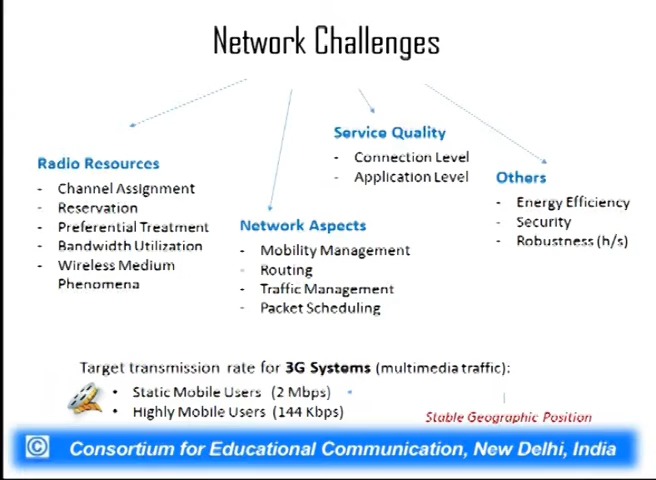 Network Challenges
Radio Resources
- Channel Assignment
- Reservation
- Preferential Treatment
- Bandwidth Utilization
- Wireless Medium
Phenomena
Network Aspects
- Mobility Management
- Routing
- Traffic Management
- Packet Scheduling
Service Quality
- Connection Level
- Application Level
Others
- Energy Efficiency
- Security
- Robustness (h/s)
Target transmission rate for 3G Systems (multimedia traffic):
• Static Mobile Users (2 Mbps)
• Highly Mobile Users (144 Kbps)
Stable Geographic Position
© Consortium for Educational Communication, New Delhi, India